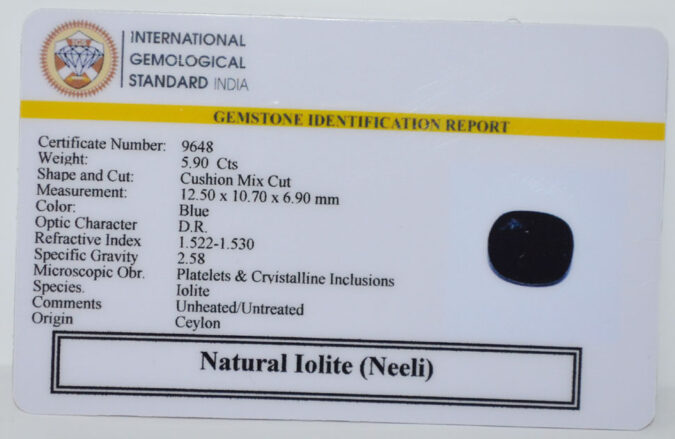 INTERNATIONAL
GEMOLOGICAL
STANDARD INDIA
GEMSTONE IDENTIFICATION REPORT
Certificate Number: 9648
Weight: 5.90 Cts
Shape and Cut: Cushion Mix Cut
Measurement: 12.50 x 10.70 x 6.90 mm
Color: Blue
Optic Character D.R.
Refractive Index 1.522-1.530
Specific Gravity 2.58
Microscopic Obr. Platelets & Cryistalline Inclusions
Species. Iolite
Comments Unheated/Untreated
Origin Ceylon
Natural Iolite (Neeli)